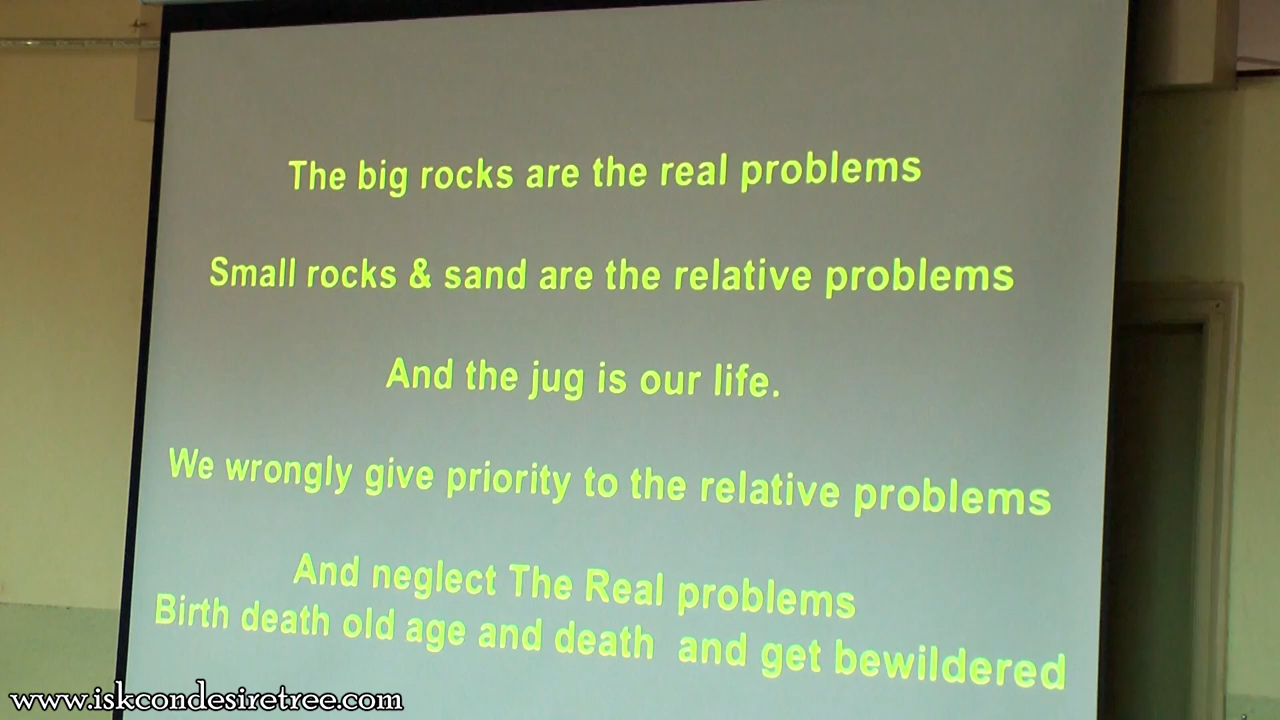 The big rocks are the real problems
Small rocks & sand are the relative problems
And the jug is our life.
We wrongly give priority to the relative problems
And neglect The Real problems
Birth death old age and death and get bewildered
www.iskcondesiretree.com